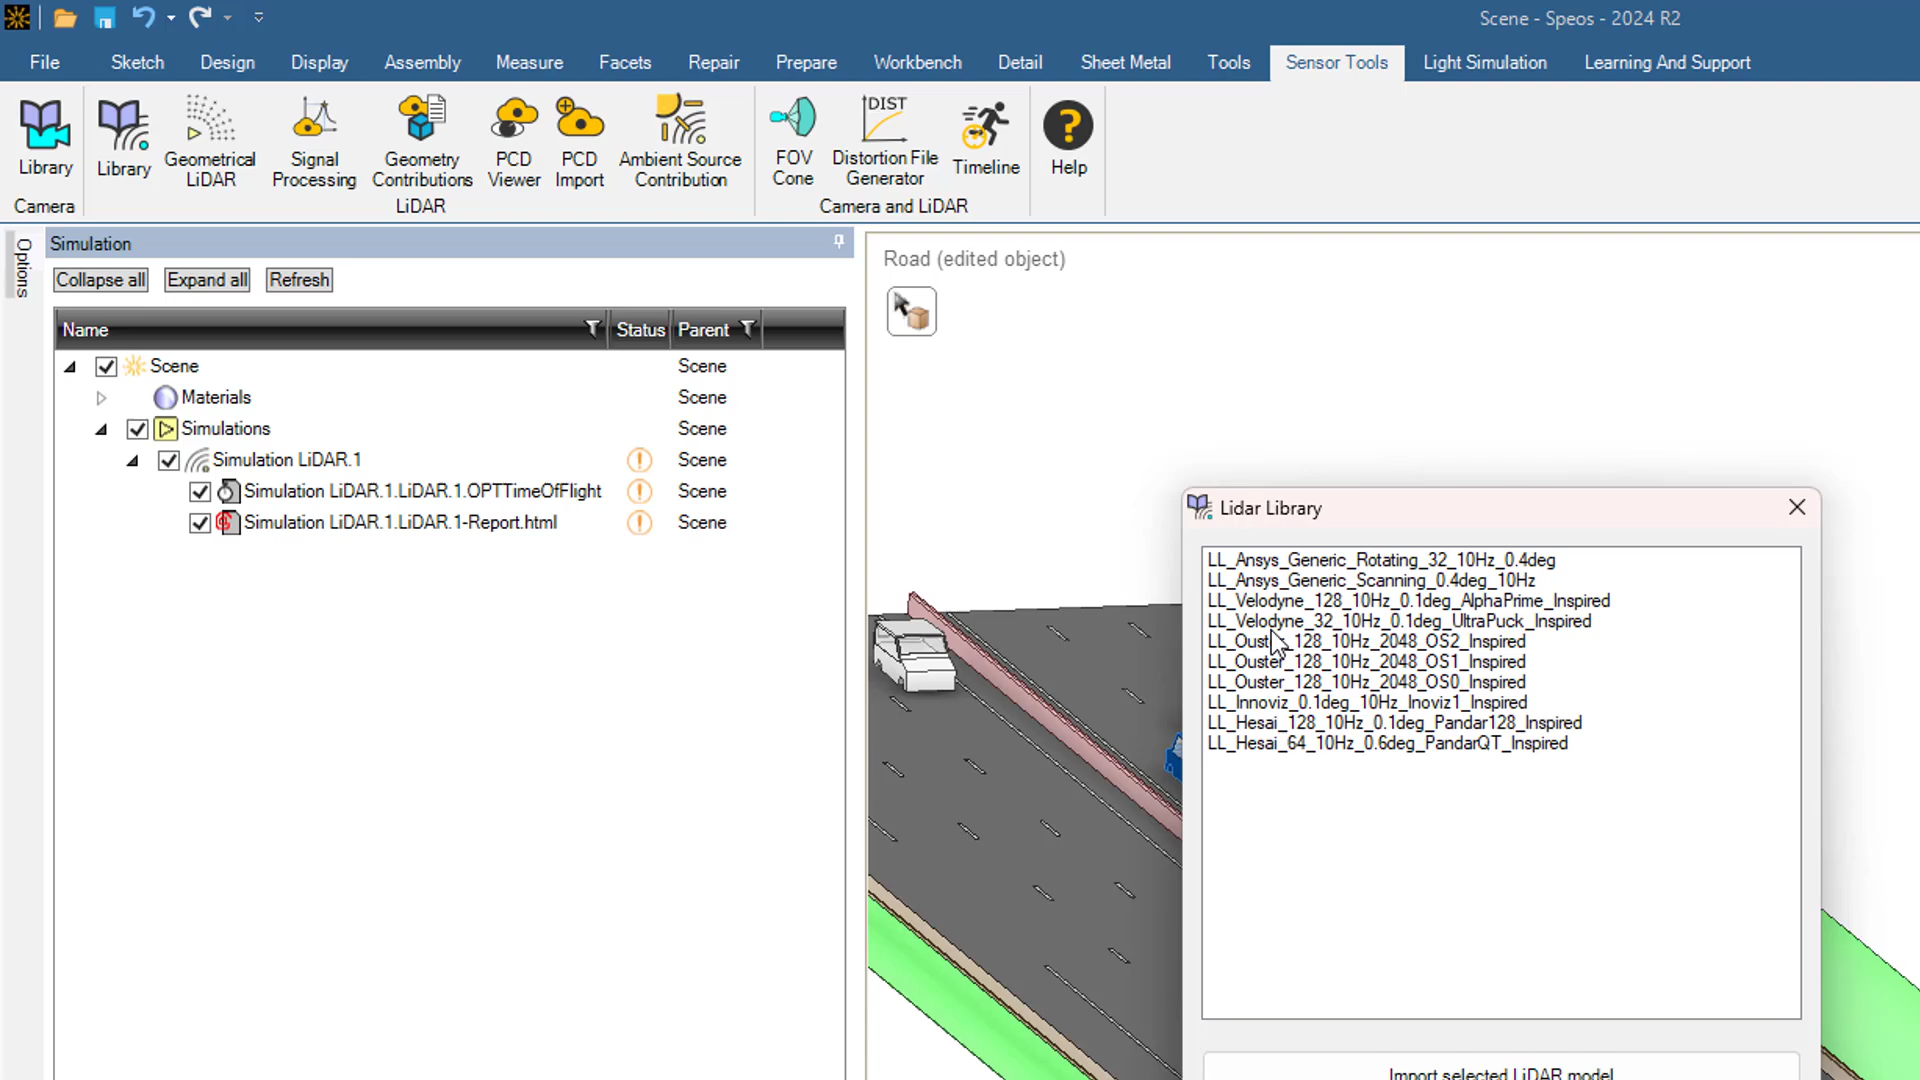 Scene - Speos - 2024 R2
File Sketch Design Display Assembly Measure Facets Repair Prepare Workbench Detail Sheet Metal Tools Sensor Tools Light Simulation Learning And Support
Library
Camera
Library
Geometrical
LiDAR
Signal
Processing
Geometry
Contributions
PCD
Viewer
PCD
Import
Ambient Source
Contribution
LiDAR
FOV
Cone
DIST
Distortion File
Generator
Timeline
Camera and LiDAR
Help
Options
Simulation
Collapse all Expand all Refresh
Name Status Parent
Scene Scene
Materials Scene
Simulations Scene
Simulation LiDAR.1 Scene
Simulation LiDAR.1.LiDAR.1.OPTTimeOfFlight Scene
Simulation LiDAR.1.LiDAR.1-Report.html Scene
Road (edited object)
Lidar Library
LL_Ansys_Generic_Rotating_32_10Hz_0.4deg
LL_Ansys_Generic_Scanning_0.4deg_10Hz
LL_Velodyne_128_10Hz_0.1deg_AlphaPrime_Inspired
LL_Velodyne_32_10Hz_0.1deg_UltraPuck_Inspired
LL_Ouster_128_10Hz_2048_OS2_Inspired
LL_Ouster_128_10Hz_2048_OS1_Inspired
LL_Ouster_128_10Hz_2048_OS0_Inspired
LL_Innoviz_0.1deg_10Hz_Inoviz1_Inspired
LL_Hesai_128_10Hz_0.1deg_Pandar128_Inspired
LL_Hesai_64_10Hz_0.6deg_PandarQT_Inspired
Import selected LiDAR model